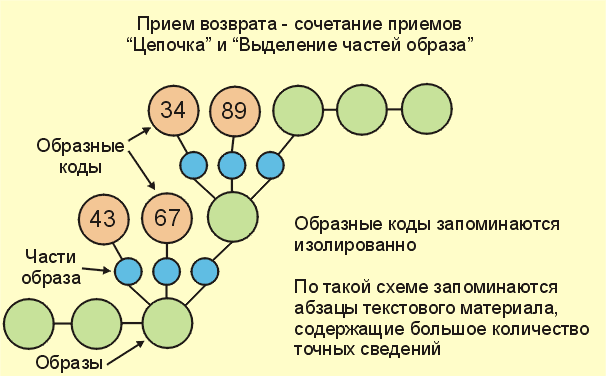 Прием возврата - сочетание приемов
“Цепочка” и “Выделение частей образа”
34
89
Образные
коды
43
67
Части
образа
Образы
Образные коды запоминаются
изолированно
По такой схеме запоминаются
абзацы текстового материала,
содержащие большое количество
точных сведений